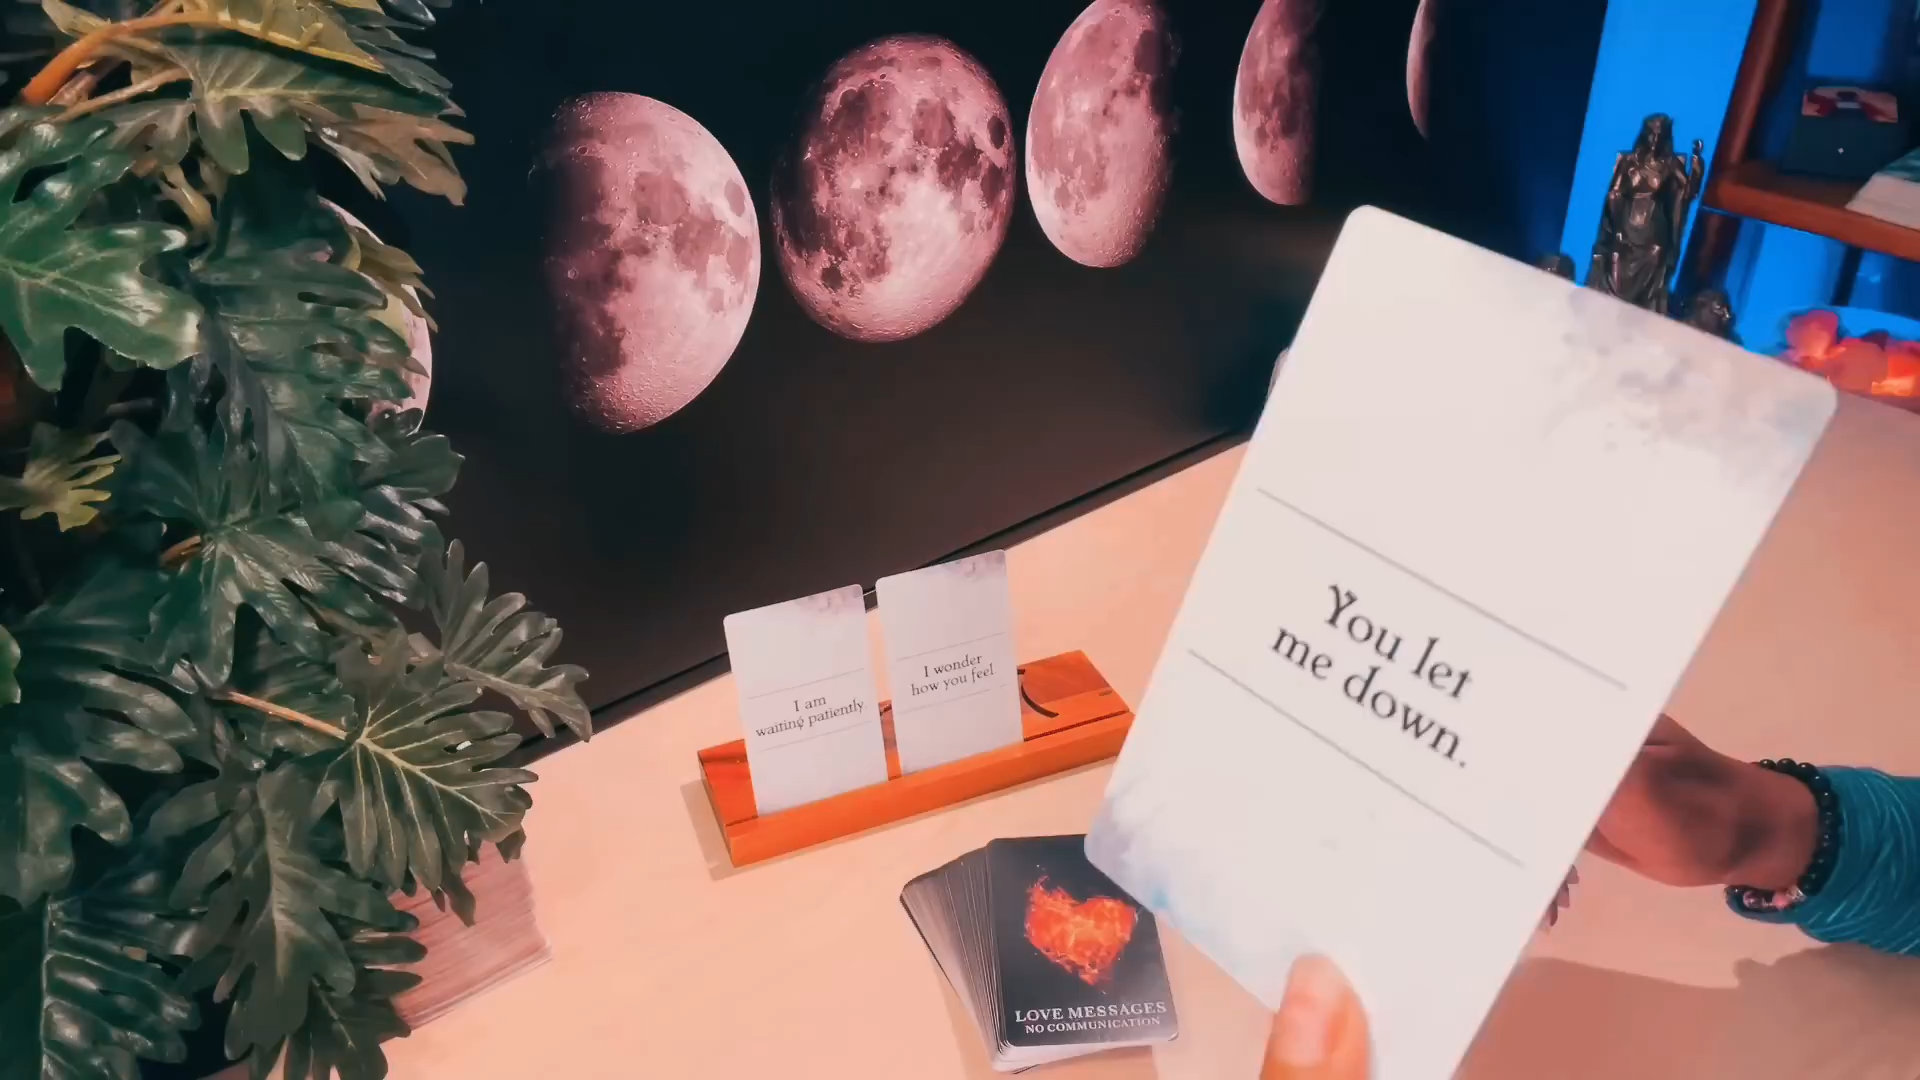 I am
waiting patiently.
I wonder
how you feel.
You let
me down.
LOVE MESSAGES
NO COMMUNICATION